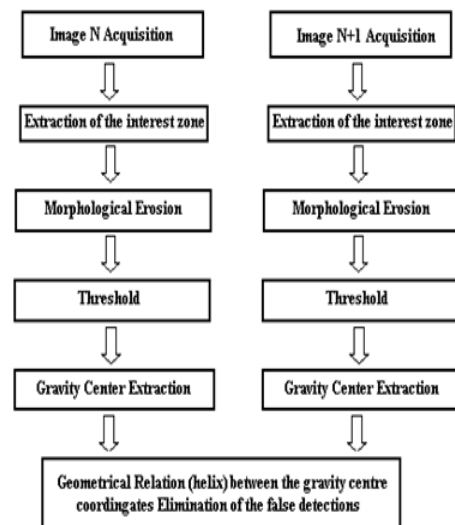 Image N Acquisition
Extraction of the interest zone
Morphological Erosion
Threshold
Gravity Center Extraction
Image N+1 Acquisition
Extraction of the interest zone
Morphological Erosion
Threshold
Gravity Center Extraction
Geometrical Relation (helix) between the gravity centre
coordingates Elimination of the false detections